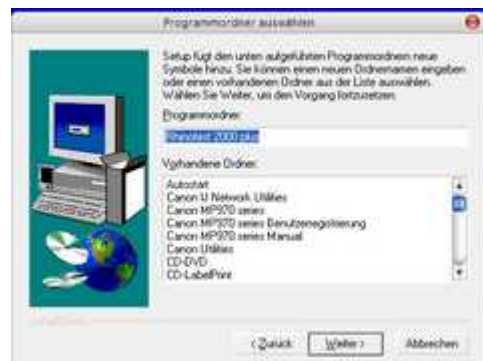 Programmordner auswählen
Setup fügt den unten aufgeführten Programmordnern neue
Symbole hinzu. Sie können einen neuen Ordnernamen eingeben
oder einen vorhandenen Ordner aus der Liste auswählen.
Wählen Sie Weiter, um den Vorgang fortzusetzen.
Programmordner:
Rhinotest 2000 plus
Vorhandene Ordner:
Autostart
Canon IJ Network Utilities
Canon MP970 series
Canon MP970 series Benutzerregistrierung
Canon MP970 series Manual
Canon Utilities
CD-DVD
CD-LabelPrint
< Zurück
Weiter >
Abbrechen